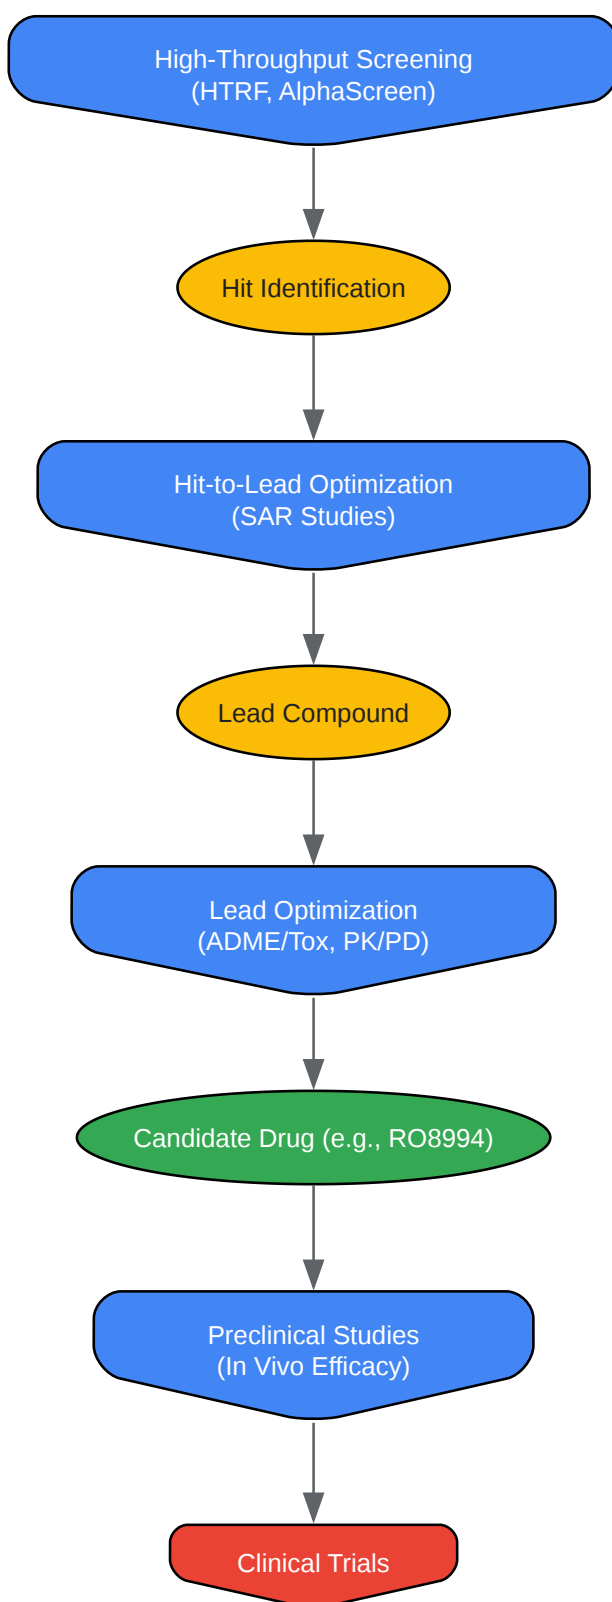 High-Throughput Screening
(HTRF, AlphaScreen)
Hit Identification
Hit-to-Lead Optimization
(SAR Studies)
Lead Compound
Lead Optimization
(ADME/Tox, PK/PD)
Candidate Drug (e.g., RO8994)
Preclinical Studies
(In Vivo Efficacy)
Clinical Trials